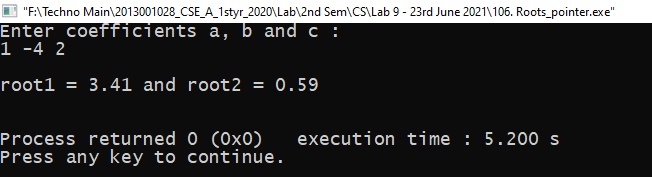 "F:\Techno Main\2013001028_CSE_A_1styr_2020\Lab\2nd Sem\CS\Lab 9 - 23rd June 2021\106. Roots_pointer.exe"
Enter coefficients a, b and c :
1 -4 2
root1 = 3.41 and root2 = 0.59
Process returned 0 (0x0)   execution time : 5.200 s
Press any key to continue.